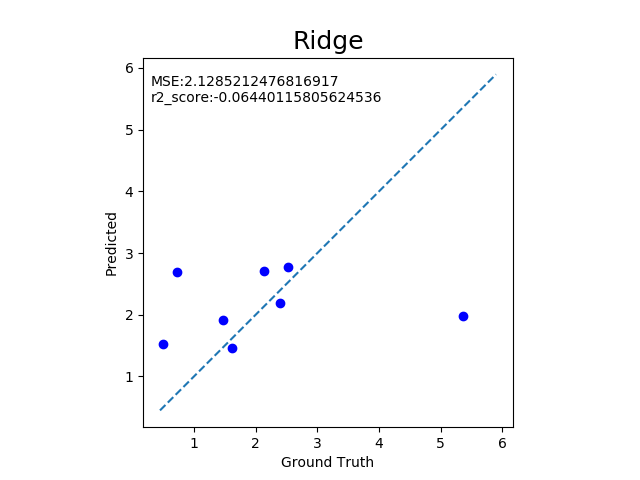 Ridge
MSE:2.1285212476816917
r2_score:-0.06440115805624536
6
5
4
3
2
1
Predicted
1 2 3 4 5 6
Ground Truth